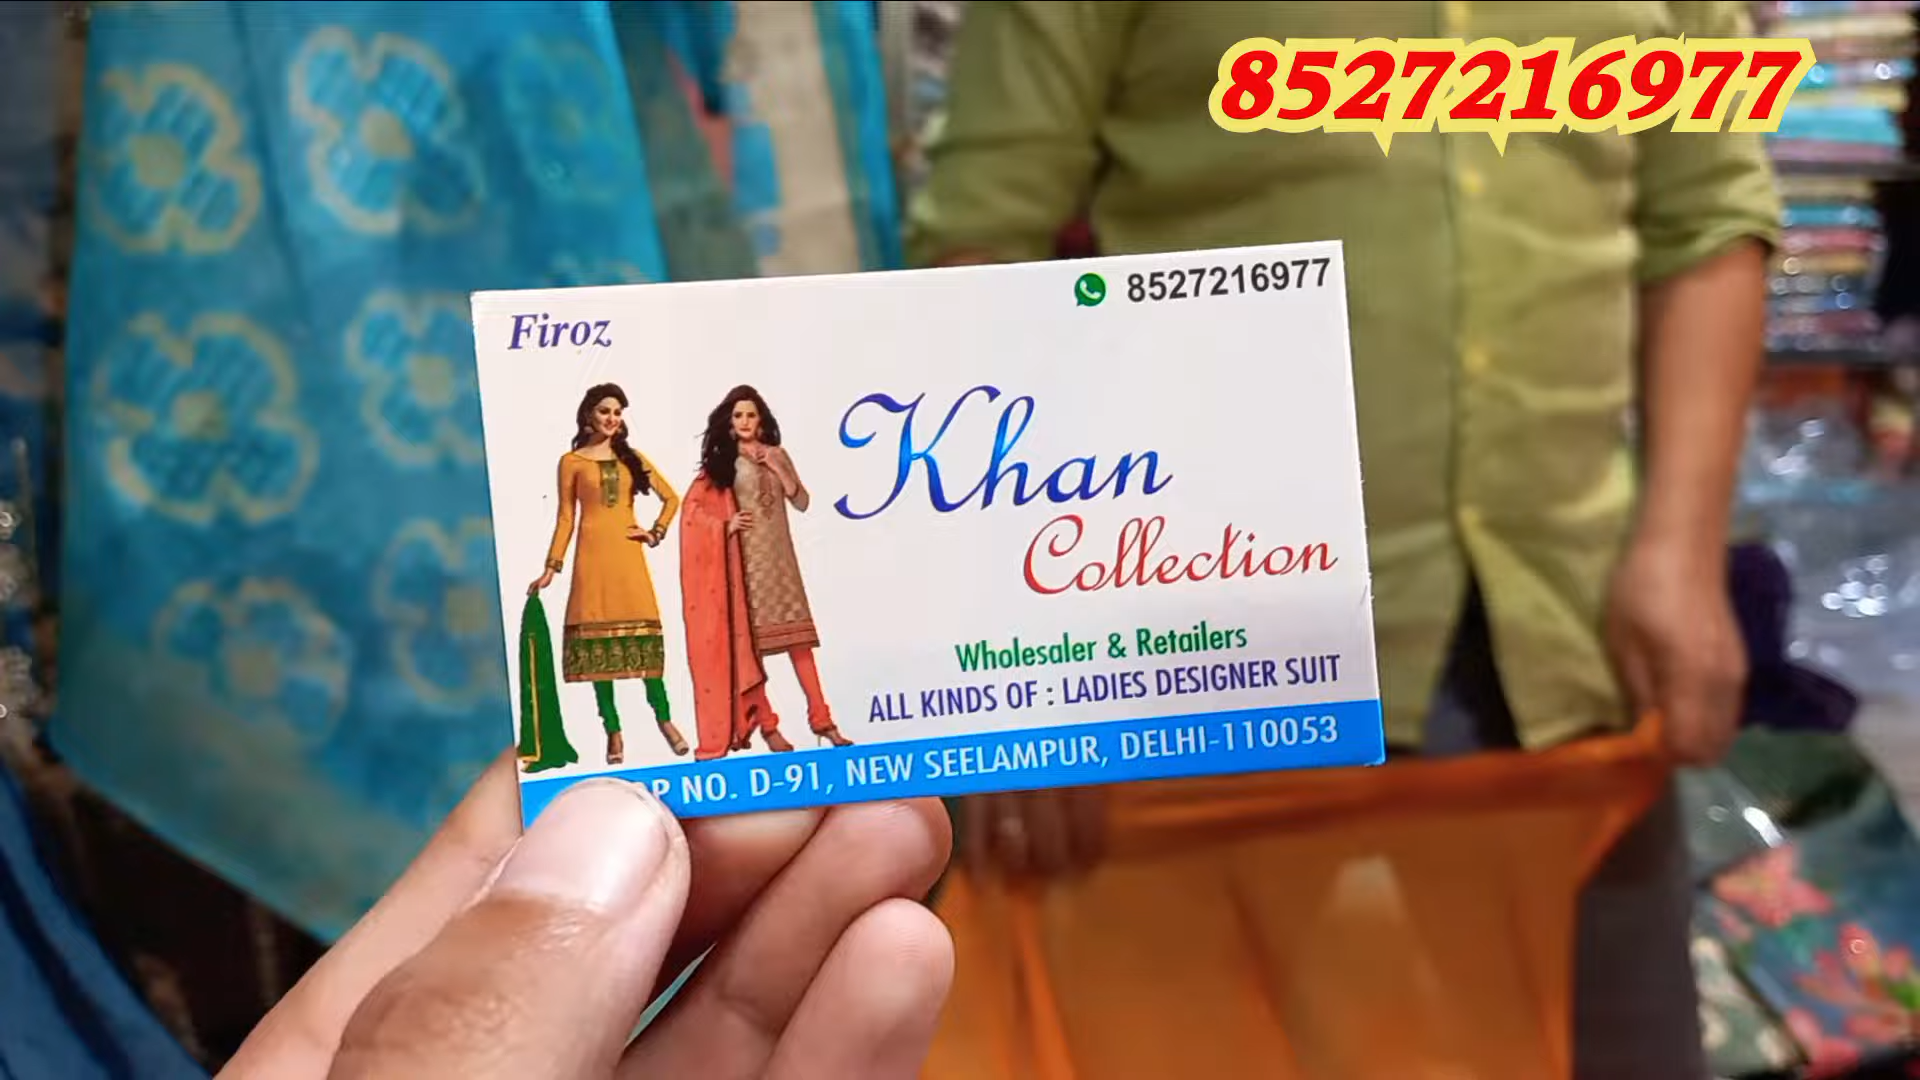 8527216977
Firoz
8527216977
Khan
Collection
Wholesaler & Retailers
ALL KINDS OF : LADIES DESIGNER SUIT
NO. D-91, NEW SEELAMPUR, DELHI-110053